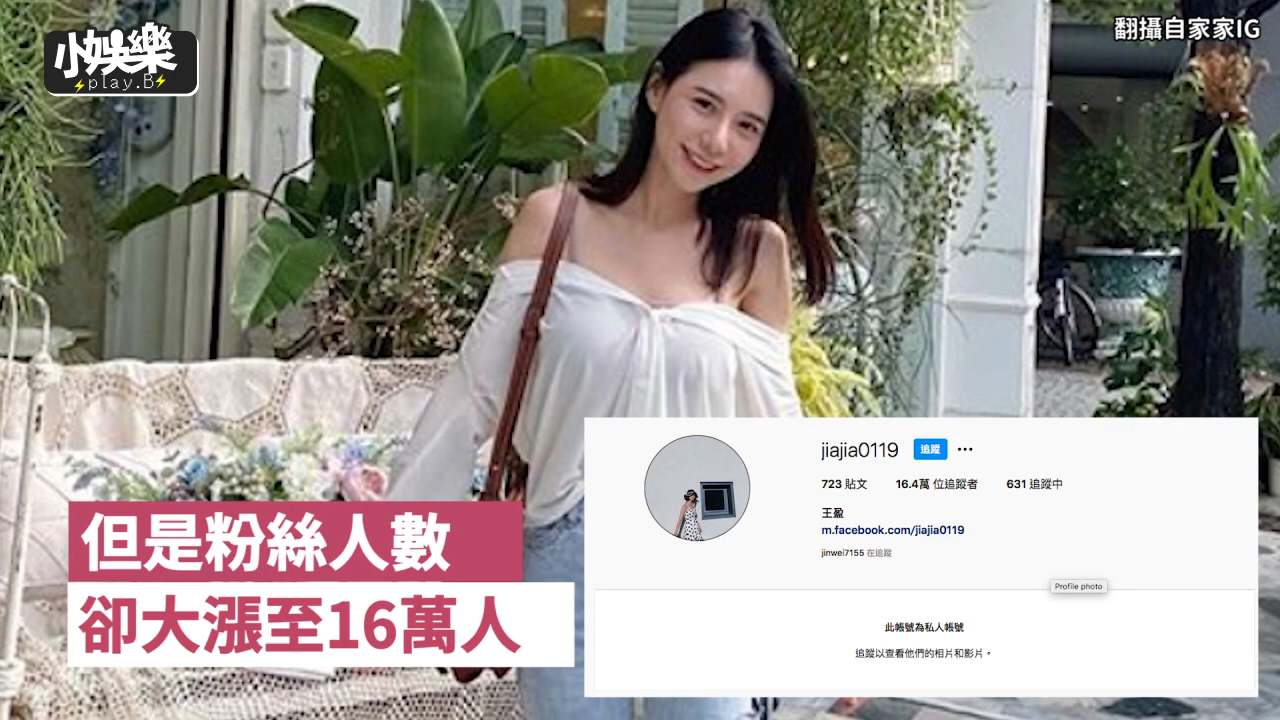 小娛樂
play.B
翻攝自家家IG
jiajia0119 追蹤 •••
723 貼文 16.4萬 位追蹤者 631 追蹤中
王盈
m.facebook.com/jiajia0119
jinwei7155 在追蹤
Profile photo
此帳號為私人帳號
追蹤以查看他們的相片和影片。
但是粉絲人數
卻大漲至16萬人